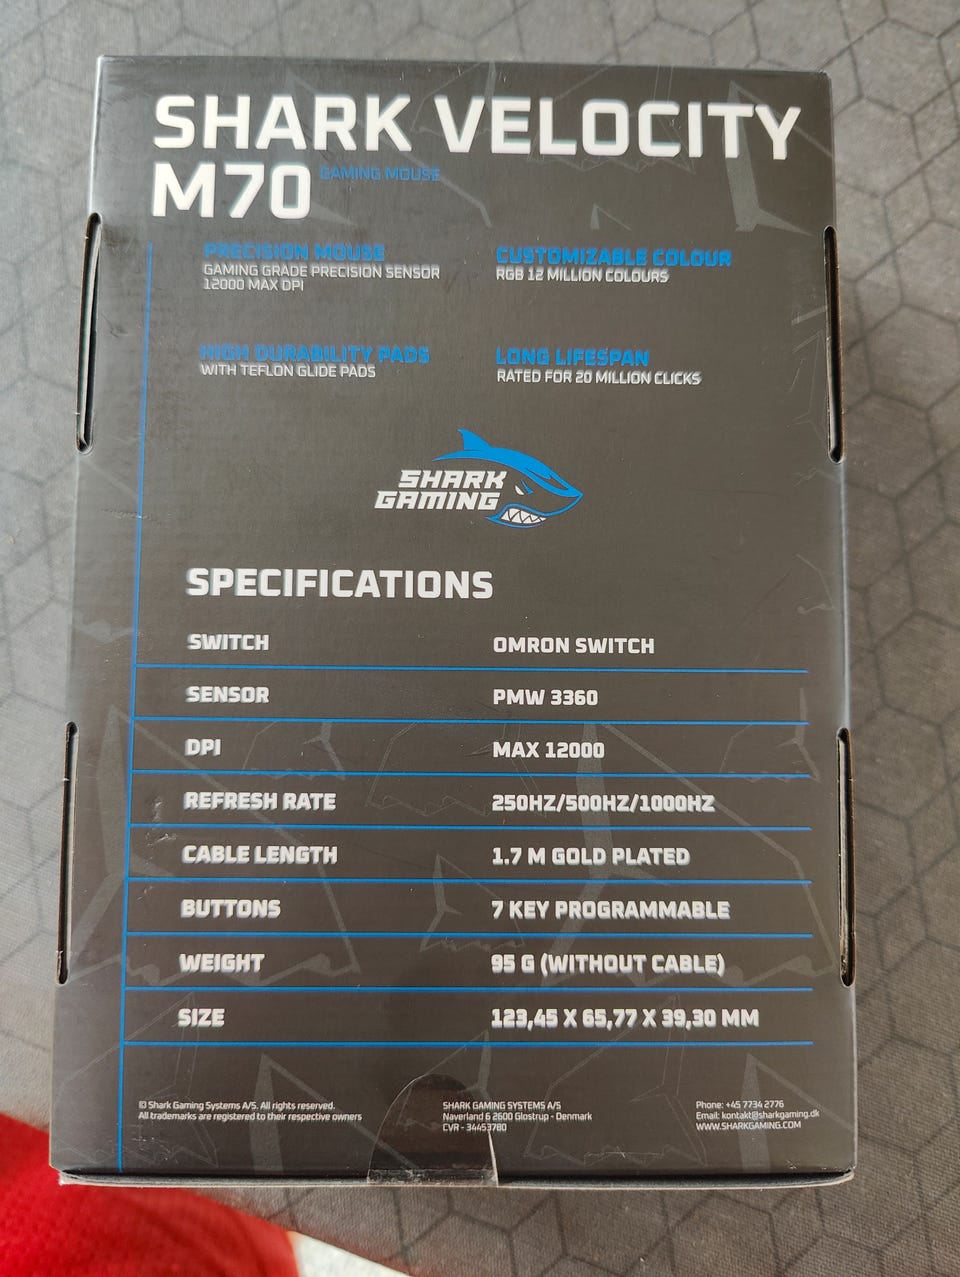 SHARK VELOCITY
M70 GAMING MOUSE
PRECISION MOUSE
GAMING GRADE PRECISION SENSOR
12000 MAX DPI
CUSTOMIZABLE COLOUR
RGB 12 MILLION COLOURS
HIGH DURABILITY PADS
WITH TEFLON GLIDE PADS
LONG LIFESPAN
RATED FOR 20 MILLION CLICKS
SHARK
GAMING
SPECIFICATIONS
SWITCH OMRON SWITCH
SENSOR PMW 3360
DPI MAX 12000
REFRESH RATE 250HZ/500HZ/1000HZ
CABLE LENGTH 1.7 M GOLD PLATED
BUTTONS 7 KEY PROGRAMMABLE
WEIGHT 95 G (WITHOUT CABLE)
SIZE 123,45 X 65,77 X 39,30 MM
© Shark Gaming Systems A/S. All rights reserved.
All trademarks are registered to their respective owners
SHARK GAMING SYSTEMS A/S
Naverland 6 2600 Glostrup - Denmark
CVR - 34453780
Phone: +45 7734 2776
Email: kontakt@sharkgaming.dk
WWW.SHARKGAMING.COM